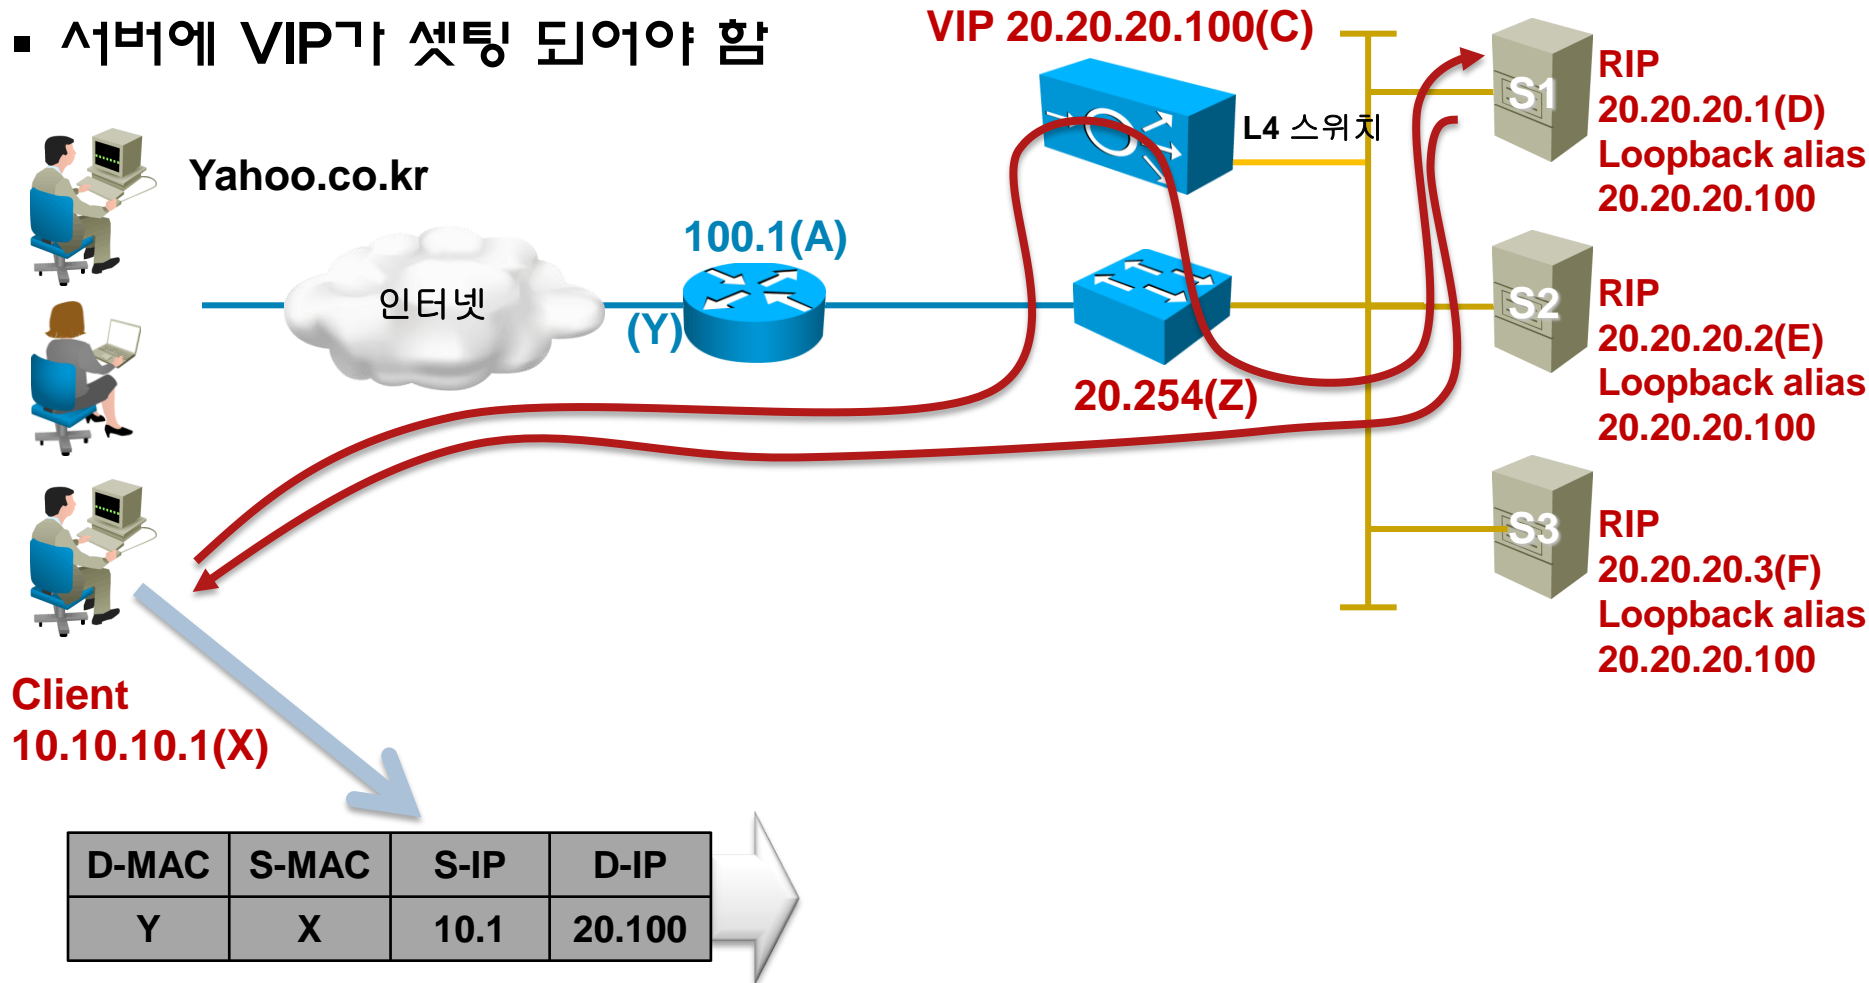 ▪ 서버에 VIP가 셋팅 되어야 함
VIP 20.20.20.100(C)
L4 스위치
S1
RIP
20.20.20.1(D)
Loopback alias
20.20.20.100
Yahoo.co.kr
인터넷
(Y)
100.1(A)
20.254(Z)
S2
RIP
20.20.20.2(E)
Loopback alias
20.20.20.100
S3
RIP
20.20.20.3(F)
Loopback alias
20.20.20.100
Client
10.10.10.1(X)
D-MAC S-MAC S-IP D-IP
Y X 10.1 20.100